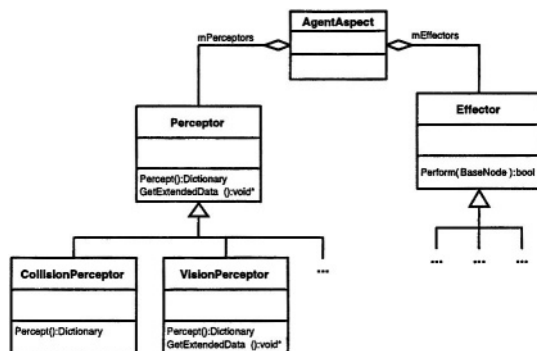 AgentAspect
mPerceptors
mEffectors
Perceptor
Percept():Dictionary
GetExtendedData ():void*
Effector
Perform( BaseNode ):bool
CollisionPerceptor
Percept():Dictionary
VisionPerceptor
Percept():Dictionary
GetExtendedData ():void*
...
...
...
...